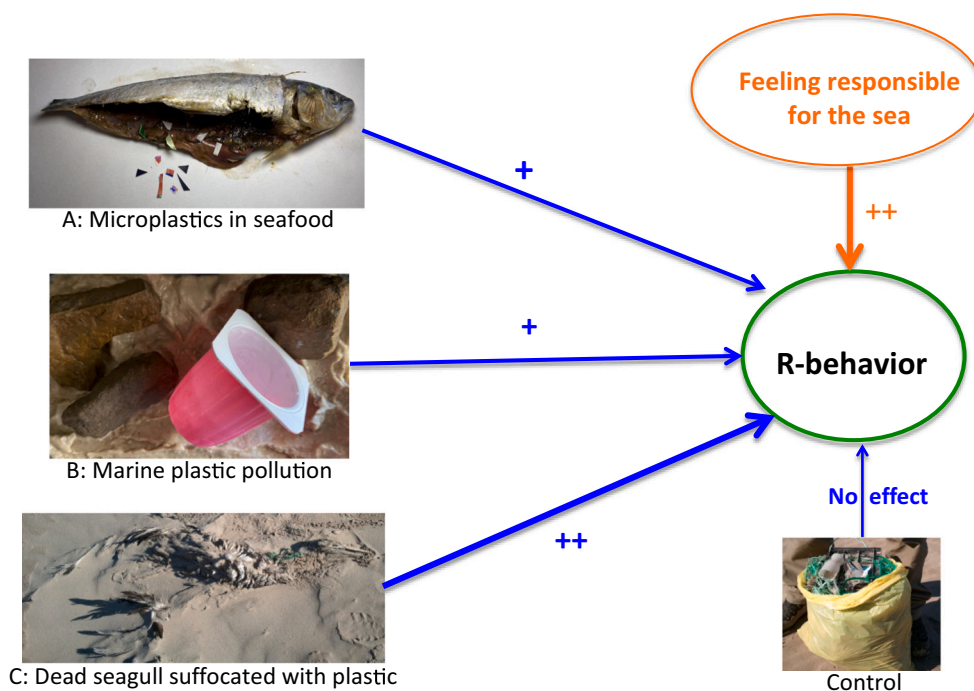 Feeling responsible
for the sea
+
++
A: Microplastics in seafood
+
R-behavior
B: Marine plastic pollution
++
No effect
C: Dead seagull suffocated with plastic
Control